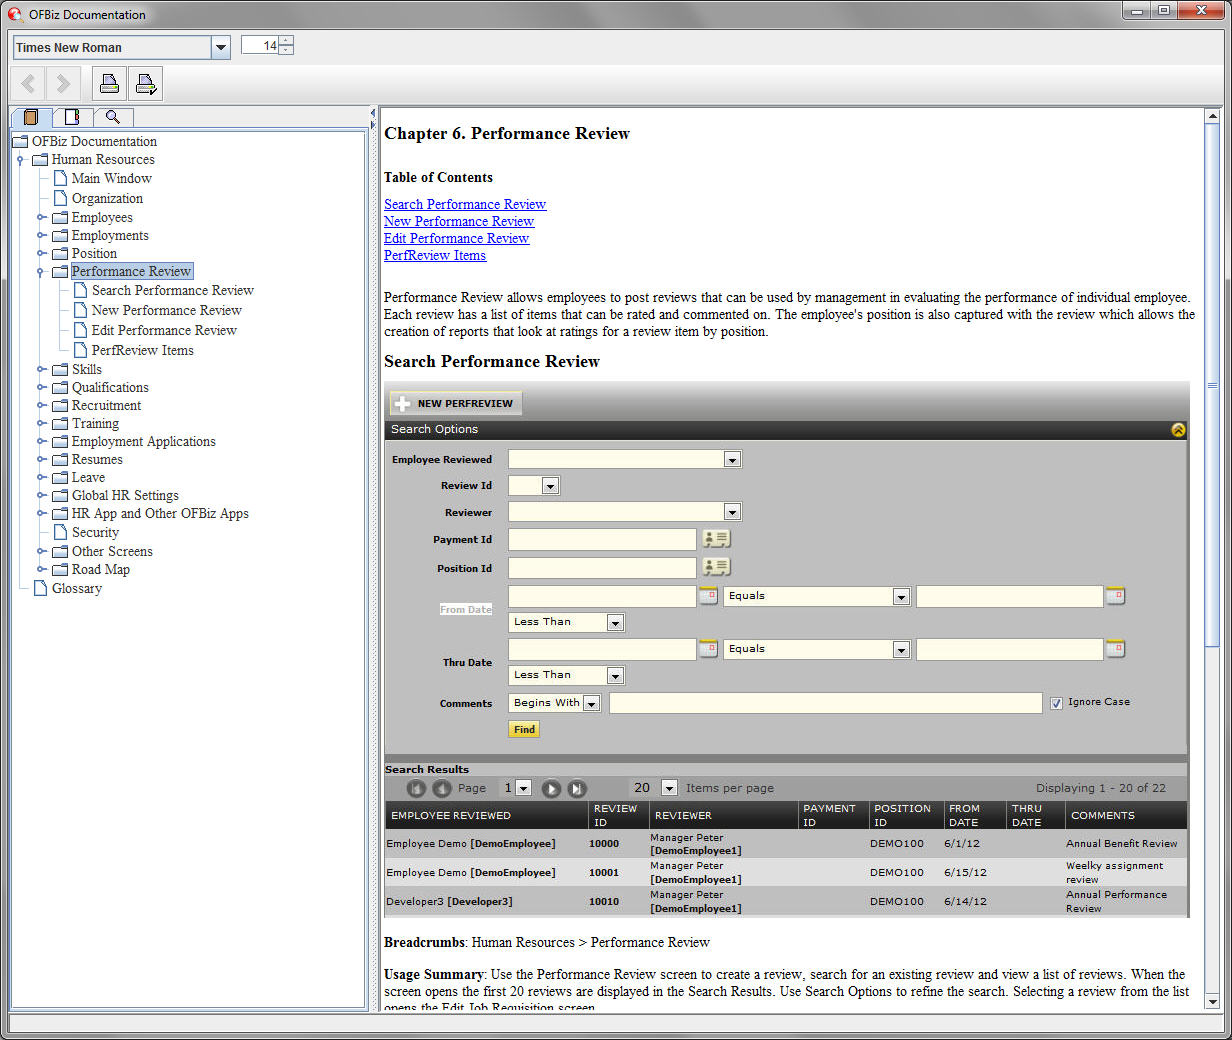 OFBiz Documentation
Times New Roman
14
OFBiz Documentation
Human Resources
Main Window
Organization
Employees
Employments
Position
Performance Review
Search Performance Review
New Performance Review
Edit Performance Review
PerfReview Items
Skills
Qualifications
Recruitment
Training
Employment Applications
Resumes
Leave
Global HR Settings
HR App and Other OFBiz Apps
Security
Other Screens
Road Map
Glossary
Chapter 6. Performance Review
Table of Contents
Search Performance Review
New Performance Review
Edit Performance Review
PerfReview Items
Performance Review allows employees to post reviews that can be used by management in evaluating the performance of individual employee.
Each review has a list of items that can be rated and commented on. The employee's position is also captured with the review which allows the
creation of reports that look at ratings for a review item by position.
Search Performance Review
NEW PERFREVIEW
Search Options
Employee Reviewed
Review Id
Reviewer
Payment Id
Position Id
From Date Equals
Less Than
Thru Date Equals
Less Than
Comments Begins With Ignore Case
Find
Search Results
Page 1 20 Items per page Displaying 1 - 20 of 22
EMPLOYEE REVIEWED REVIEW ID REVIEWER PAYMENT ID POSITION ID FROM DATE THRU DATE COMMENTS
Employee Demo [DemoEmployee] 10000 Manager Peter [DemoEmployee1] DEMO100 6/1/12 Annual Benefit Review
Employee Demo [DemoEmployee] 10001 Manager Peter [DemoEmployee1] DEMO100 6/15/12 Weelky assignment review
Developer3 [Developer3] 10010 Manager Peter [DemoEmployee1] DEMO100 6/14/12 Annual Performance Review
Breadcrumbs: Human Resources > Performance Review
Usage Summary: Use the Performance Review screen to create a review, search for an existing review and view a list of reviews. When the
screen opens the first 20 reviews are displayed in the Search Results. Use Search Options to refine the search. Selecting a review from the list
opens the Edit Job Requisition screen